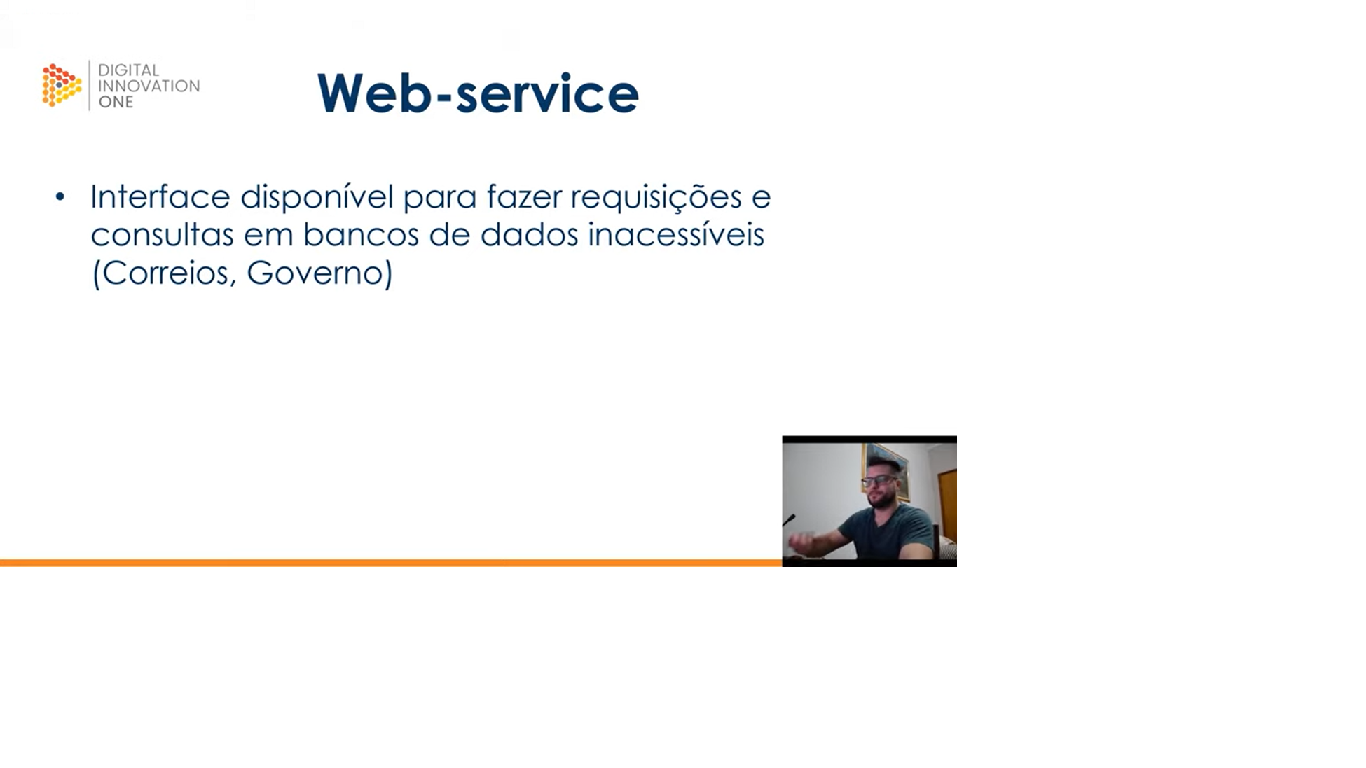 DIGITAL
INNOVATION
ONE
Web-service
• Interface disponível para fazer requisições e
consultas em bancos de dados inacessíveis
(Correios, Governo)